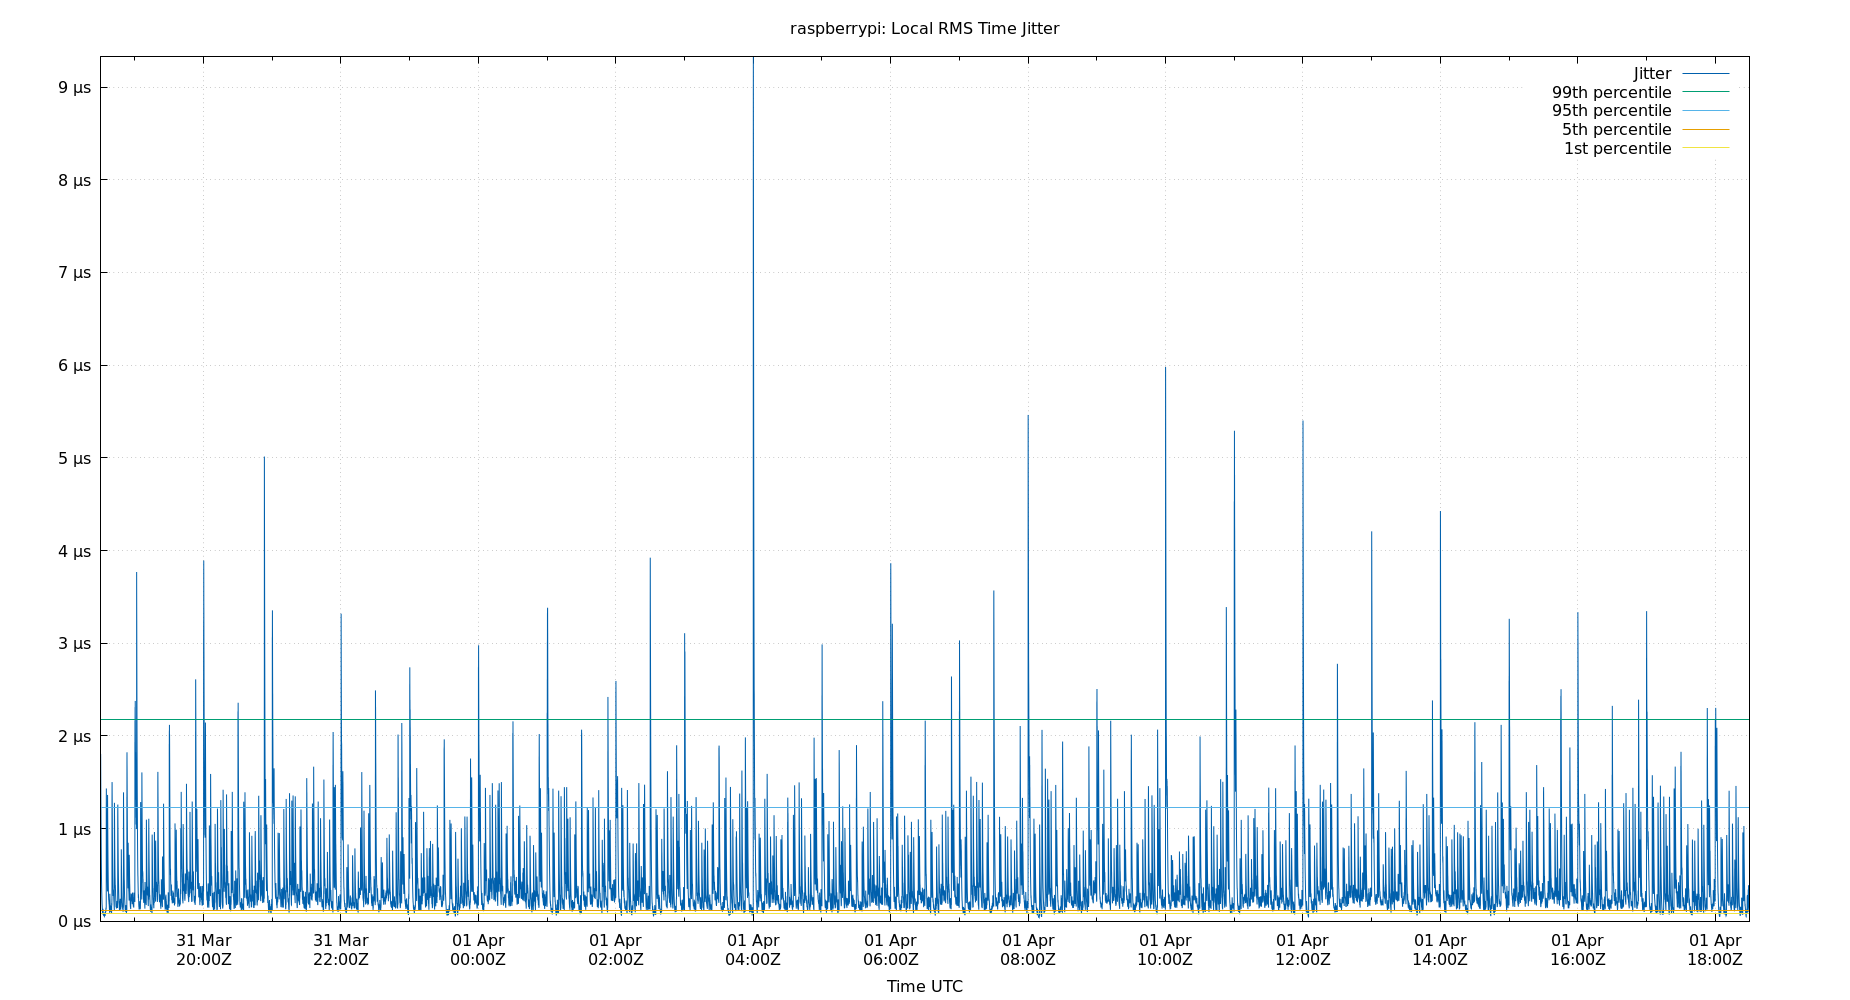 raspberrypi: Local RMS Time Jitter
Jitter
99th percentile
95th percentile
5th percentile
1st percentile
9 µs
8 µs
7 µs
6 µs
5 µs
4 µs
3 µs
2 µs
1 µs
0 µs
31 Mar 31 Mar 01 Apr 01 Apr 01 Apr 01 Apr 01 Apr 01 Apr 01 Apr 01 Apr 01 Apr 01 Apr
20:00Z 22:00Z 00:00Z 02:00Z 04:00Z 06:00Z 08:00Z 10:00Z 12:00Z 14:00Z 16:00Z 18:00Z
Time UTC